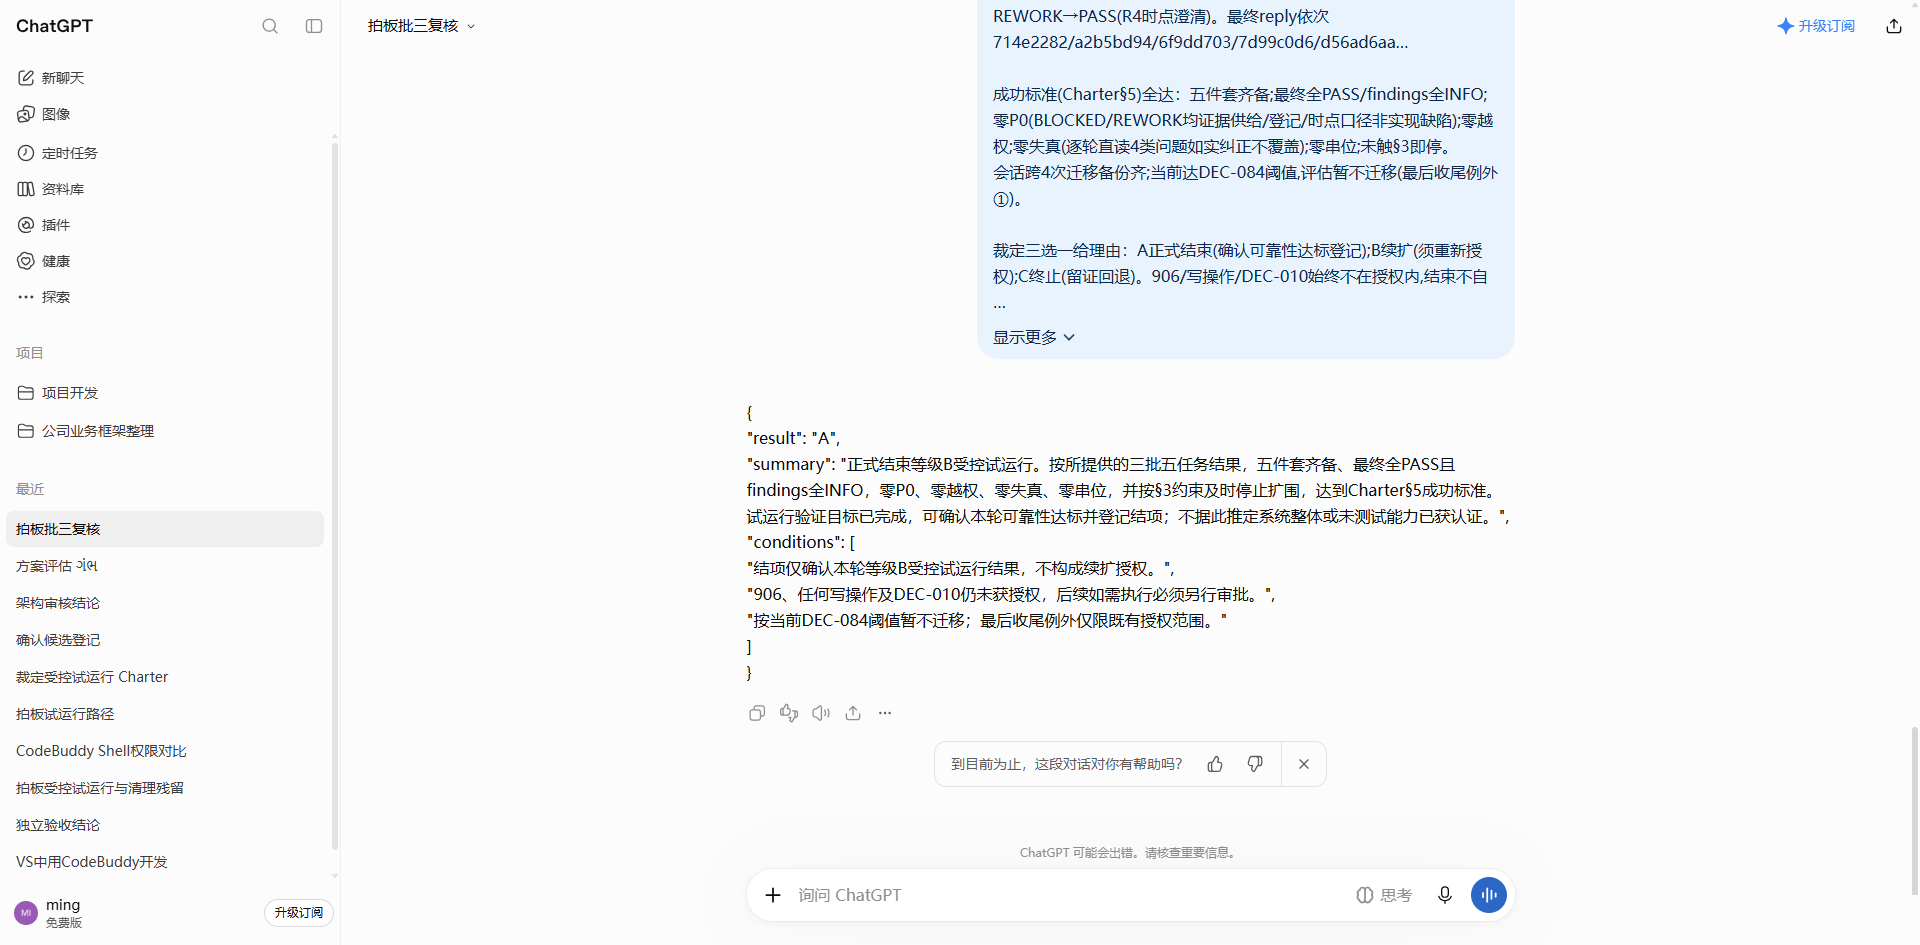 ChatGPT
新聊天
图像
定时任务
资料库
插件
健康
探索
项目
项目开发
公司业务框架整理
最近
拍板批三复核
方案评估 ગંભ
架构审核结论
确认候选登记
裁定受控试运行 Charter
拍板试运行路径
CodeBuddy Shell权限对比
拍板受控试运行与清理残留
独立验收结论
VS中用CodeBuddy开发
MI
ming
免费版
升级订阅
拍板批三复核
升级订阅
REWORK→PASS(R4时点澄清)。最终reply依次
714e2282/a2b5bd94/6f9dd703/7d99c0d6/d56ad6aa...
成功标准(Charter§5)全达：五件套齐备;最终全PASS/findings全INFO;
零P0(BLOCKED/REWORK均证据供给/登记/时点口径非实现缺陷);零越
权;零失真(逐轮直读4类问题如实纠正不覆盖);零串位;未触§3即停。
会话跨4次迁移备份齐;当前达DEC-084阈值,评估暂不迁移(最后收尾例外
①)。
裁定三选一给理由：A正式结束(确认可靠性达标登记);B续扩(须重新授
权);C终止(留证回退)。906/写操作/DEC-010始终不在授权内,结束不自
...
显示更多
{
"result": "A",
"summary": "正式结束等级B受控试运行。按所提供的三批五任务结果，五件套齐备、最终全PASS且
findings全INFO，零P0、零越权、零失真、零串位，并按§3约束及时停止扩围，达到Charter§5成功标准。
试运行验证目标已完成，可确认本轮可靠性达标并登记结项；不据此推定系统整体或未测试能力已获认证。",
"conditions": [
"结项仅确认本轮等级B受控试运行结果，不构成续扩授权。",
"906、任何写操作及DEC-010仍未获授权，后续如需执行必须另行审批。",
"按当前DEC-084阈值暂不迁移；最后收尾例外仅限既有授权范围。"
]
}
到目前为止，这段对话对你有帮助吗？
ChatGPT 可能会出错。请核查重要信息。
询问 ChatGPT
思考